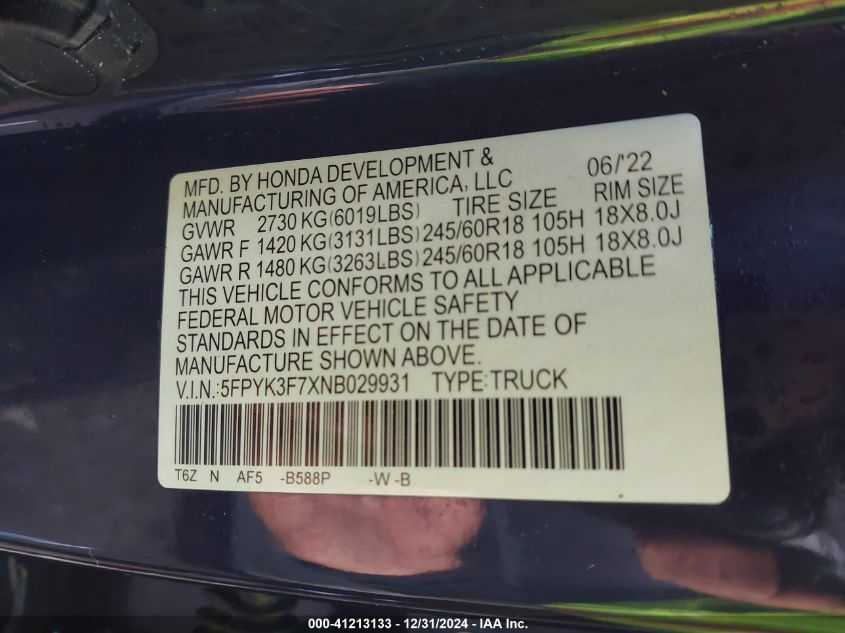 MFD. BY HONDA DEVELOPMENT & 06/'22
MANUFACTURING OF AMERICA, LLC
GVWR 2730 KG(6019LBS) TIRE SIZE RIM SIZE
GAWR F 1420 KG(3131LBS) 245/60R18 105H 18X8.0J
GAWR R 1480 KG(3263LBS) 245/60R18 105H 18X8.0J
THIS VEHICLE CONFORMS TO ALL APPLICABLE
FEDERAL MOTOR VEHICLE SAFETY
STANDARDS IN EFFECT ON THE DATE OF
MANUFACTURE SHOWN ABOVE.
V.I.N.:5FPYK3F7XNB029931 TYPE:TRUCK
T6Z N AF5 -B588P -W -B
000-41213133 - 12/31/2024 - IAA Inc.